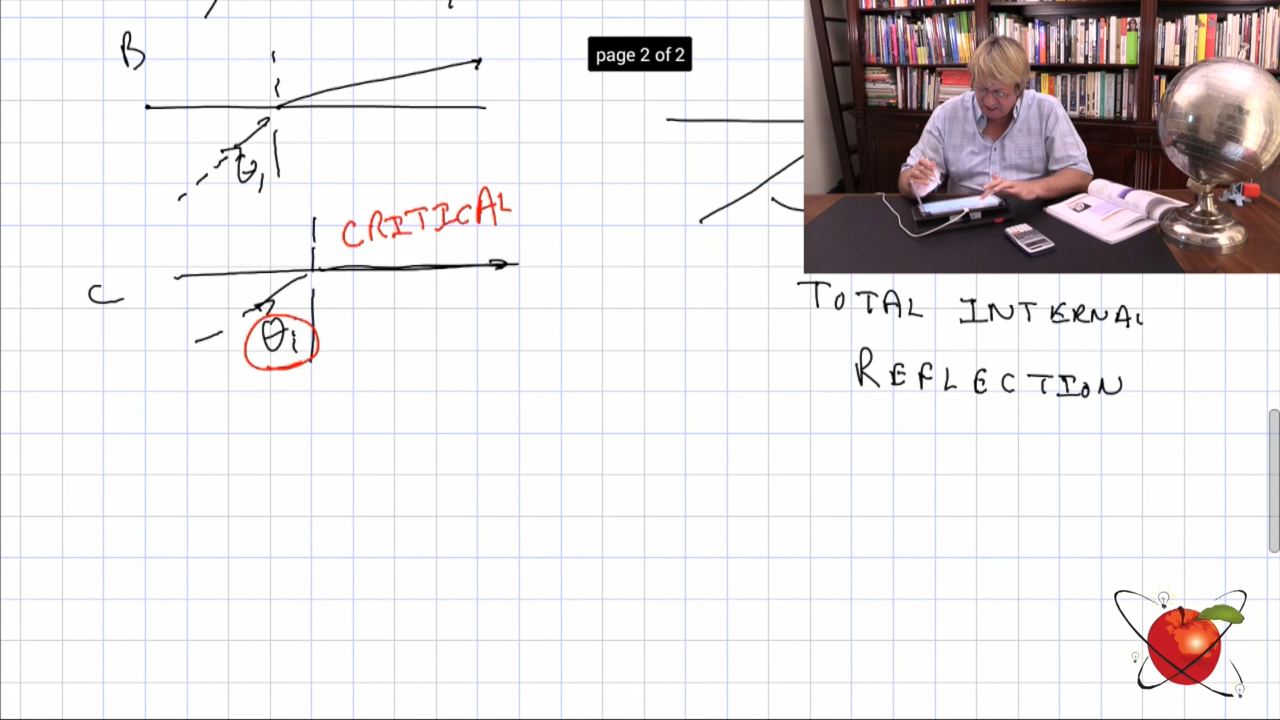 B
page 2 of 2
θ₁
CRITICAL
C
θi
TOTAL INTERNAL
REFLECTION